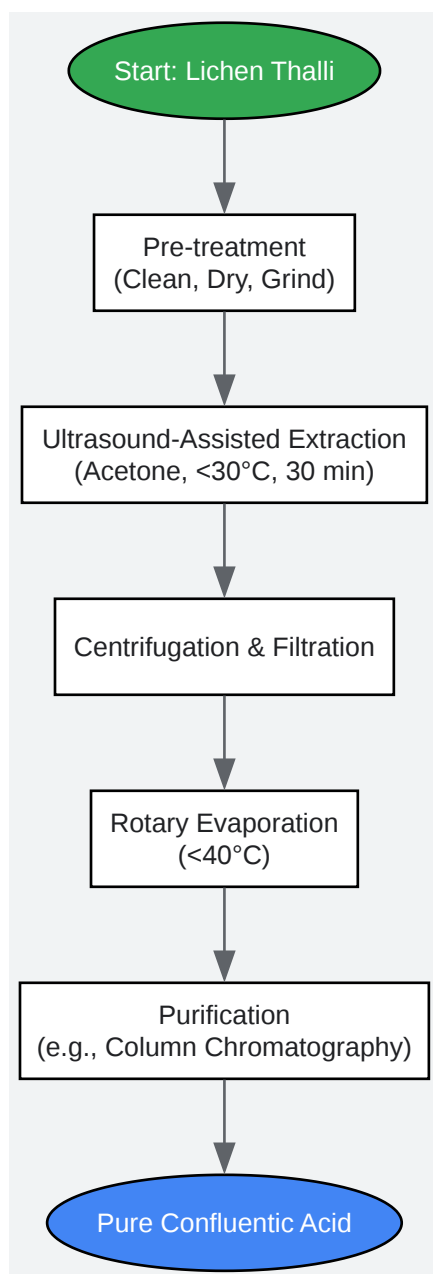 Start: Lichen Thalli
Pre-treatment
(Clean, Dry, Grind)
Ultrasound-Assisted Extraction
(Acetone, <30°C, 30 min)
Centrifugation & Filtration
Rotary Evaporation
(<40°C)
Purification
(e.g., Column Chromatography)
Pure Confluentic Acid